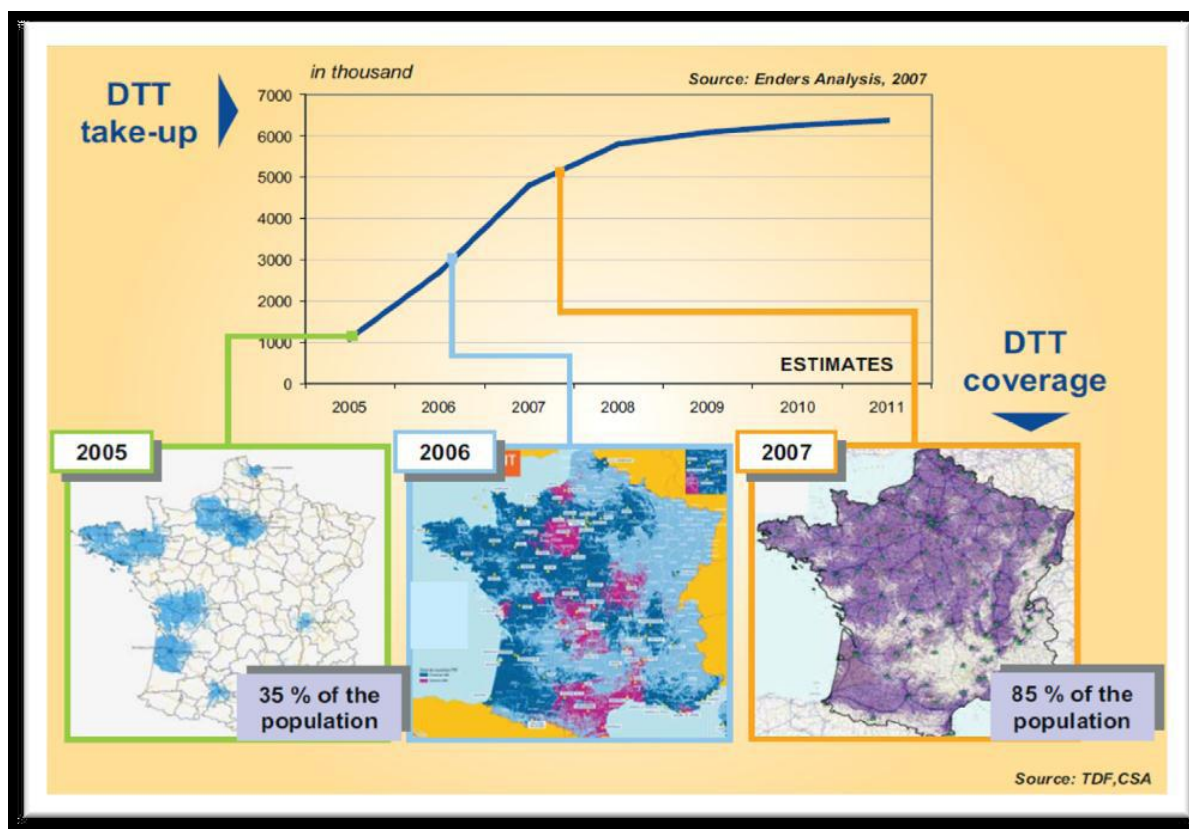 in thousand
Source: Enders Analysis, 2007
DTT
take-up
7000
6000
5000
4000
3000
2000
1000
0
ESTIMATES
2005
2006
2007
2008
2009
2010
2011
DTT
coverage
2005
35 % of the
population
2006
2007
85 % of the
population
Source: TDF,CSA